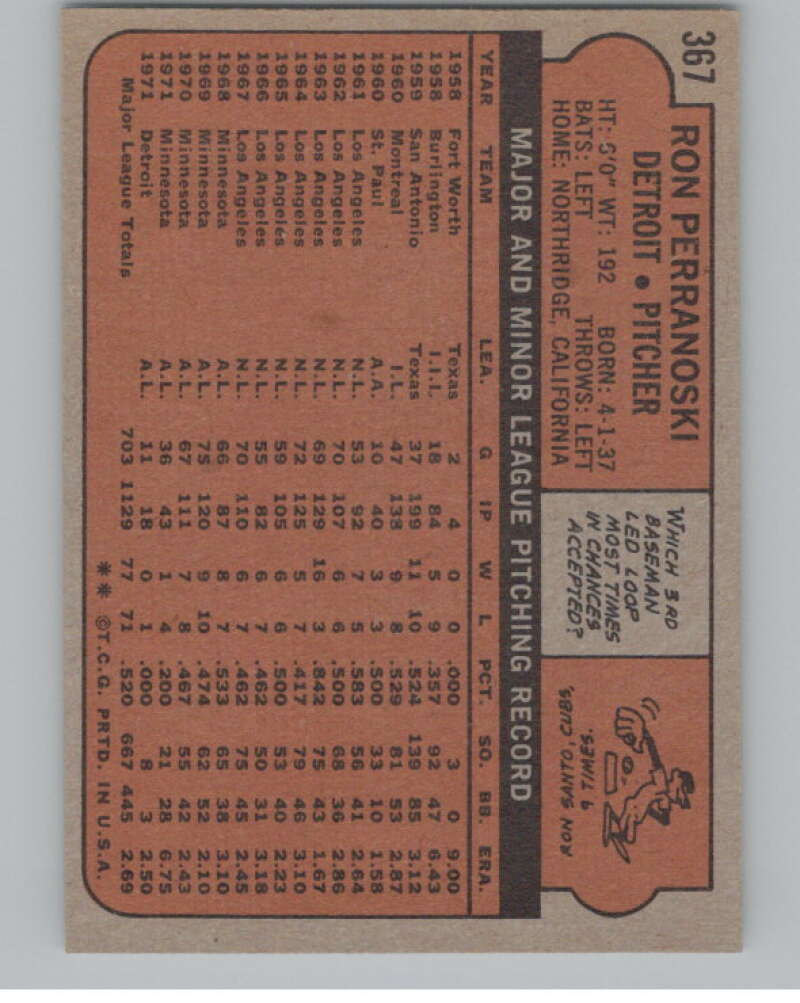 367
RON PERRANOSKI
DETROIT • PITCHER
HT: 6'0" WT: 192 BORN: 4-1-37
BATS: LEFT THROWS: LEFT
HOME: NORTHRIDGE, CALIFORNIA
WHICH 3RD
BASEMAN
LED LOOP
MOST TIMES
IN CHANCES
ACCEPTED?
RON SANTO, CUBS,
9 TIMES.
MAJOR AND MINOR LEAGUE PITCHING RECORD
YEAR TEAM LEA. G IP W L PCT. SO. BB. ERA.
1958 Fort Worth Texas 2 4 0 0 .000 3 0 9.00
1958 Burlington I.I.I. 18 84 5 9 .357 92 47 6.43
1959 San Antonio Texas 37 199 11 10 .524 139 85 3.12
1960 Montreal I.L. 47 138 9 8 .529 81 53 2.87
1960 St. Paul A.A. 10 40 3 3 .500 33 10 1.58
1961 Los Angeles N.L. 53 92 7 5 .583 56 41 2.64
1962 Los Angeles N.L. 70 107 6 6 .500 68 36 2.86
1963 Los Angeles N.L. 69 129 16 3 .842 75 43 1.67
1964 Los Angeles N.L. 72 125 5 7 .417 79 46 3.10
1965 Los Angeles N.L. 59 105 6 6 .500 53 40 2.23
1966 Los Angeles N.L. 55 82 6 7 .462 50 31 3.18
1967 Los Angeles N.L. 70 110 6 7 .462 75 45 2.45
1968 Minnesota A.L. 66 87 8 7 .533 65 38 3.10
1969 Minnesota A.L. 75 120 9 10 .474 62 52 2.10
1970 Minnesota A.L. 67 111 7 8 .467 55 42 2.43
1971 Minnesota A.L. 36 43 1 4 .200 21 28 6.75
1971 Detroit A.L. 11 18 0 1 .000 8 3 2.50
Major League Totals 703 1129 77 71 .520 667 445 2.69
** ©T.C.G. PRTD. IN U.S.A.